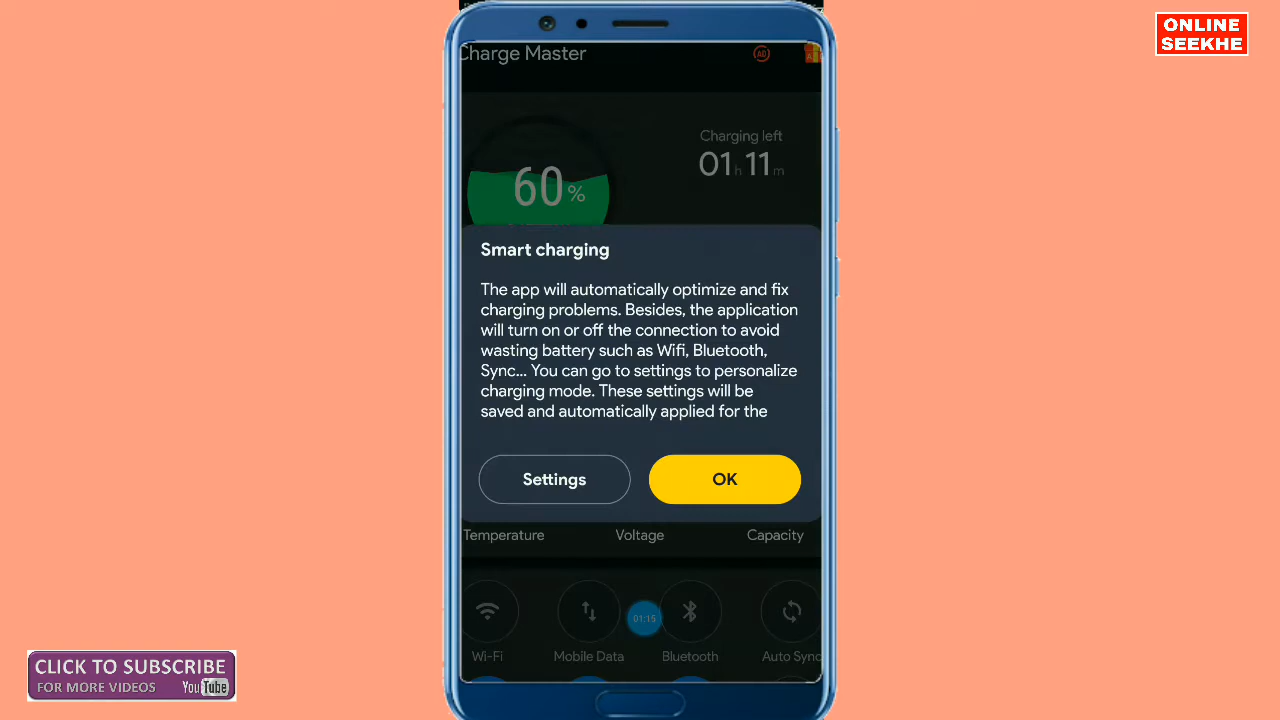 ONLINE
SEEKHE
Charge Master
AD
Charging left
01 h 11 m
60 %
Smart charging
The app will automatically optimize and fix
charging problems. Besides, the application
will turn on or off the connection to avoid
wasting battery such as Wifi, Bluetooth,
Sync... You can go to settings to personalize
charging mode. These settings will be
saved and automatically applied for the
Settings
OK
Temperature
Voltage
Capacity
01:15
Wi-Fi
Mobile Data
Bluetooth
Auto Sync
CLICK TO SUBSCRIBE
FOR MORE VIDEOS
YouTube